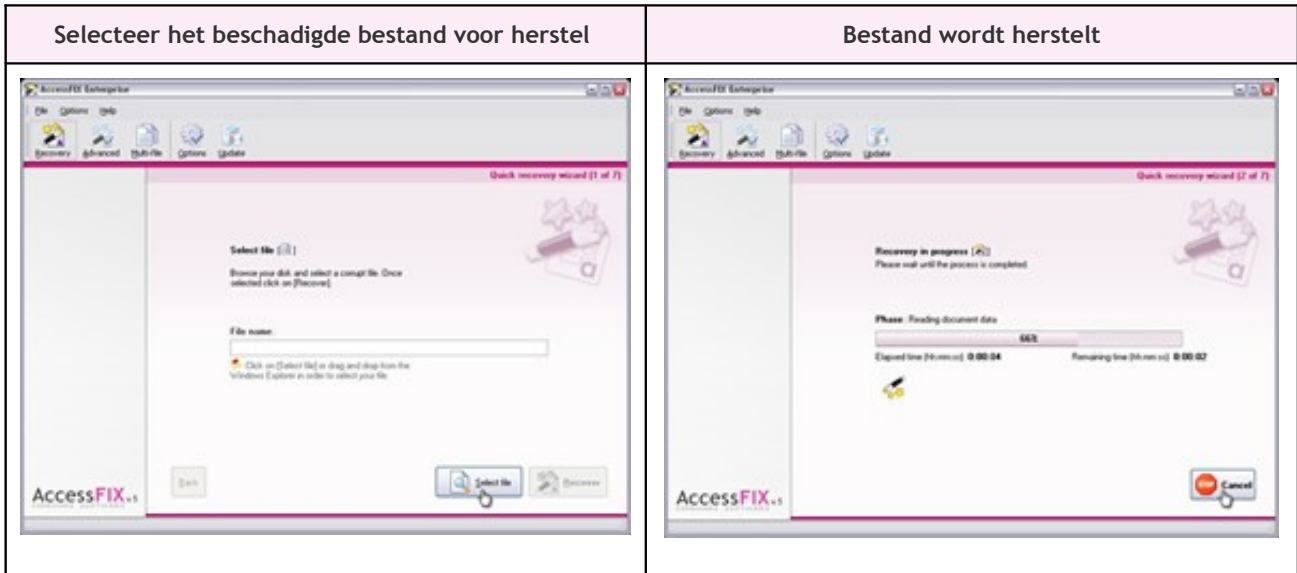 Selecteer het beschadigde bestand voor herstel
Bestand wordt herstelt
AccessFIX Enterprise
File Options Help
Recovery Advanced Multi-file Options Update
Quick recovery wizard (1 of 7)
Select file [ ]
Browse your disk and select a corrupt file. Once
selected click on [Recover].
File name:
Click on [Select file] or drag and drop from the
Windows Explorer in order to select your file.
Back
Select file
Recover
AccessFIX v.5
AccessFIX Enterprise
File Options Help
Recovery Advanced Multi-file Options Update
Quick recovery wizard (2 of 7)
Recovery in progress [ ]
Please wait until the process is completed.
Phase: Reading document data
66%
Elapsed time (hh:mm:ss) 0:00:04 Remaining time (hh:mm:ss) 0:00:02
STOP Cancel
AccessFIX v.5